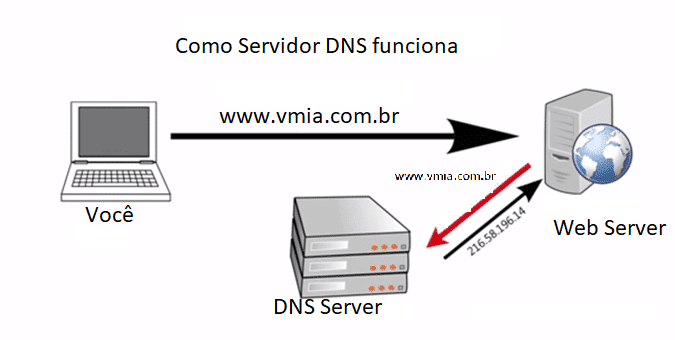 Como Servidor DNS funciona
www.vmia.com.br
www.vmia.com.br
216.58.196.14
Você
Web Server
DNS Server